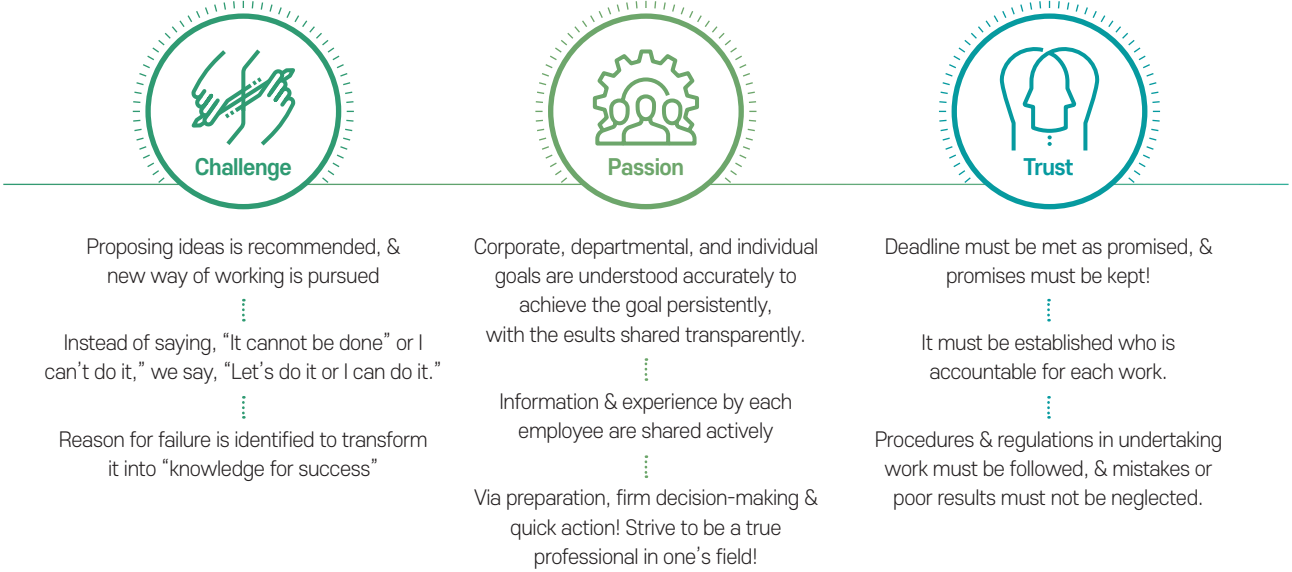 Challenge
Proposing ideas is recommended, &
new way of working is pursued
Instead of saying, “It cannot be done” or I
can’t do it,” we say, “Let’s do it or I can do it.”
Reason for failure is identified to transform
it into “knowledge for success”
Passion
Corporate, departmental, and individual
goals are understood accurately to
achieve the goal persistently,
with the esults shared transparently.
Information & experience by each
employee are shared actively
Via preparation, firm decision-making &
quick action! Strive to be a true
professional in one’s field!
Trust
Deadline must be met as promised, &
promises must be kept!
It must be established who is
accountable for each work.
Procedures & regulations in undertaking
work must be followed, & mistakes or
poor results must not be neglected.